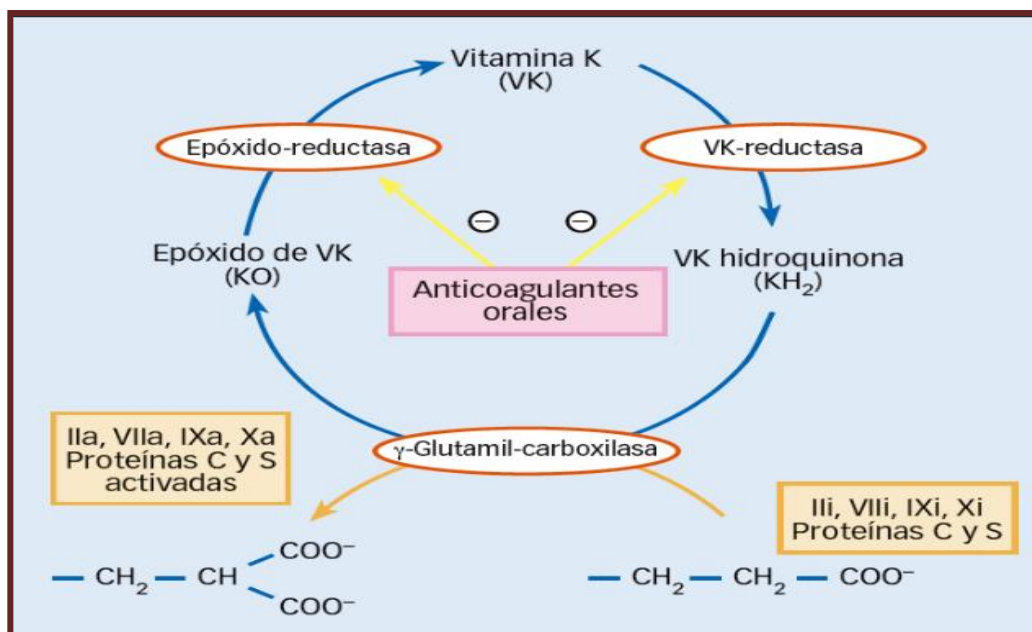 Vitamina K
(VK)
Epóxido-reductasa
VK-reductasa
⊖ ⊖
Epóxido de VK
(KO)
VK hidroquinona
(KH₂)
Anticoagulantes
orales
IIa, VIIa, IXa, Xa
Proteínas C y S
activadas
γ-Glutamil-carboxilasa
IIi, VIIi, IXi, Xi
Proteínas C y S
COO⁻
— CH₂ — CH
COO⁻
— CH₂ — CH₂ — COO⁻